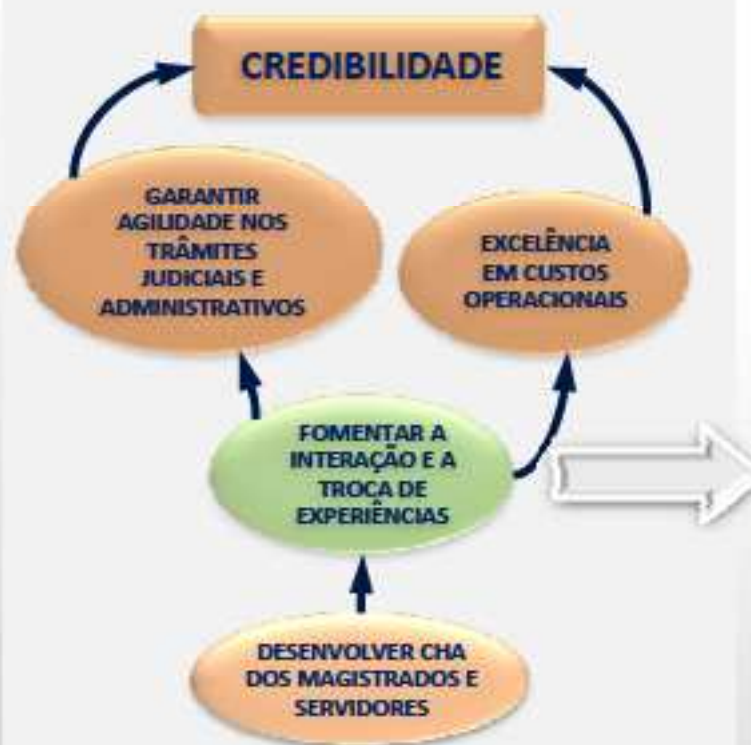 CREDIBILIDADE
GARANTIR
AGILIDADE NOS
TRÂMITES
JUDICIAIS E
ADMINISTRATIVOS
EXCELÊNCIA
EM CUSTOS
OPERACIONAIS
FOMENTAR A
INTERAÇÃO E A
TROCA DE
EXPERIÊNCIAS
DESENVOLVER CHA
DOS MAGISTRADOS E
SERVIDORES